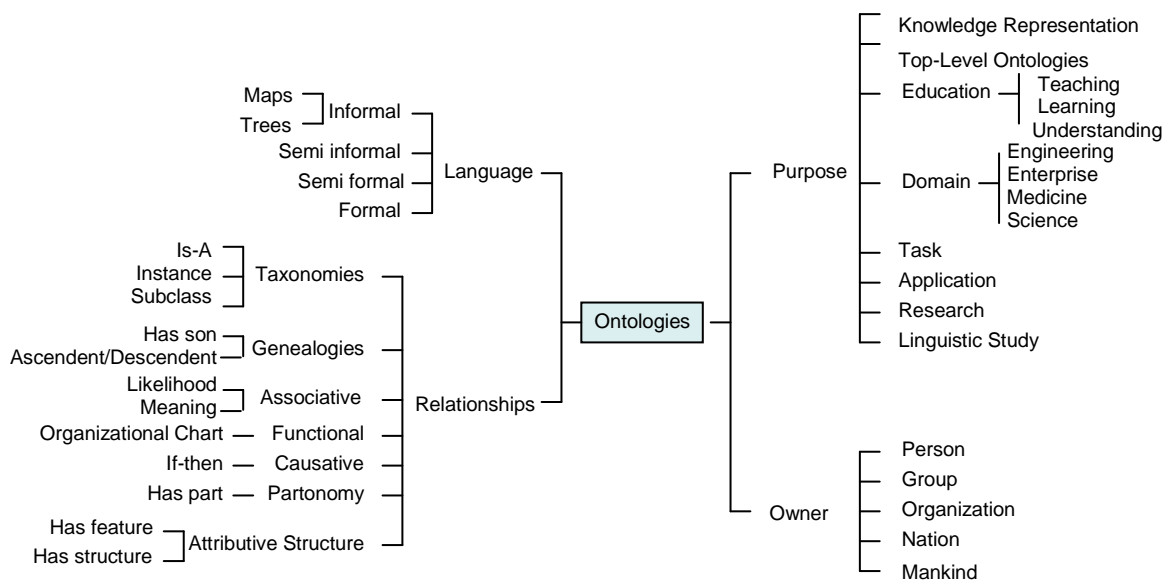 Maps
Trees
Informal
Semi informal
Semi formal
Formal
Language
Is-A
Instance
Subclass
Taxonomies
Has son
Ascendent/Descendent
Genealogies
Likelihood
Meaning
Associative
Organizational Chart
Functional
If-then
Causative
Has part
Partonomy
Has feature
Has structure
Attributive Structure
Relationships
Ontologies
Purpose
Knowledge Representation
Top-Level Ontologies
Education
Teaching
Learning
Understanding
Domain
Engineering
Enterprise
Medicine
Science
Task
Application
Research
Linguistic Study
Owner
Person
Group
Organization
Nation
Mankind